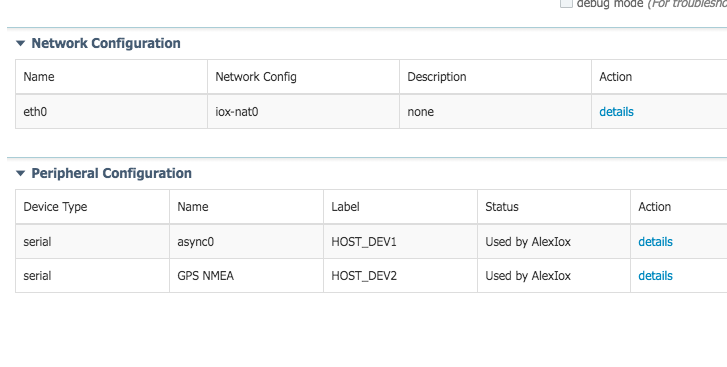 debug mode (For troublesho
Network Configuration
Name Network Config Description Action
eth0 iox-nat0 none details
Peripheral Configuration
Device Type Name Label Status Action
serial async0 HOST_DEV1 Used by AlexIox details
serial GPS NMEA HOST_DEV2 Used by AlexIox details